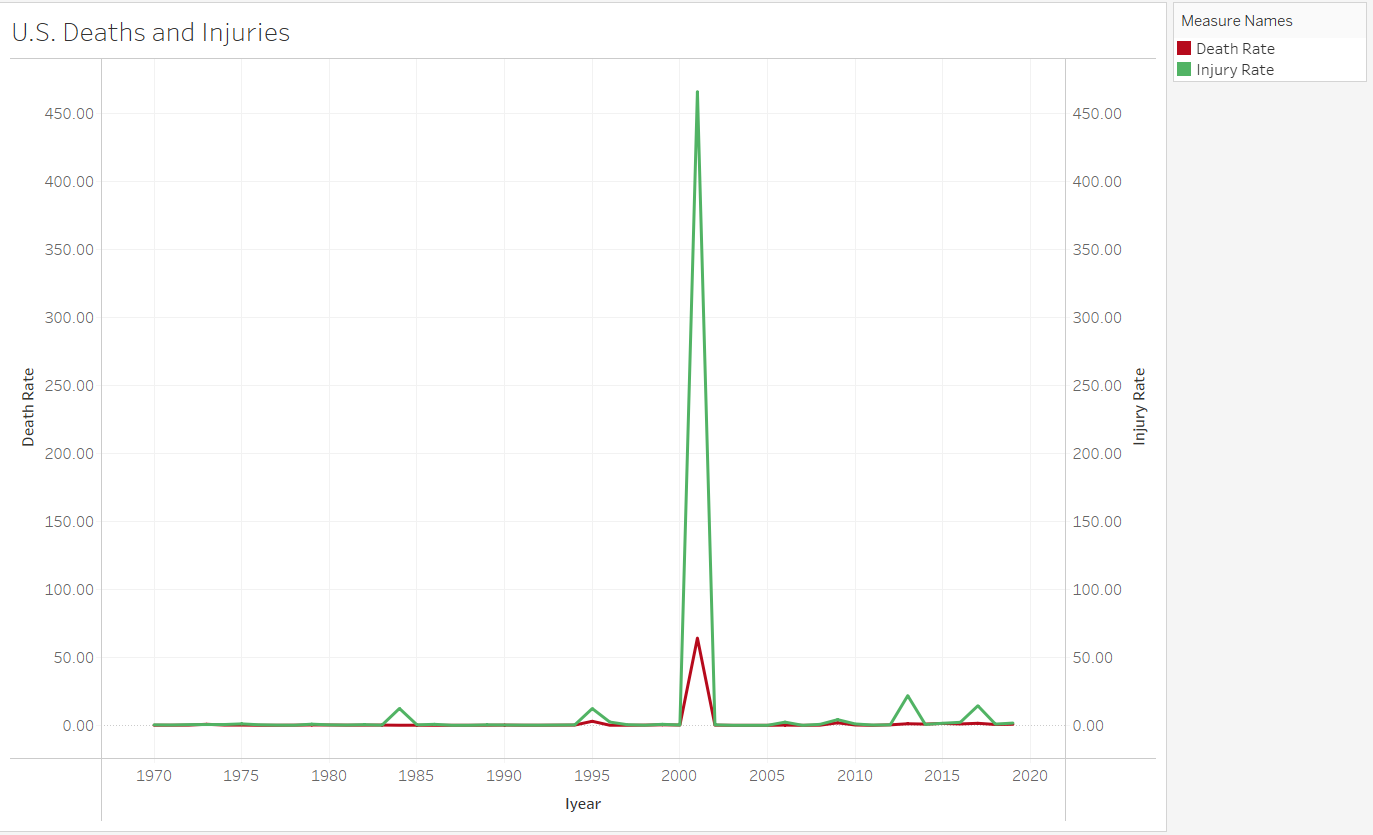 U.S. Deaths and Injuries
Measure Names
Death Rate
Injury Rate
450.00
400.00
350.00
300.00
250.00
200.00
150.00
100.00
50.00
0.00
Death Rate
450.00
400.00
350.00
300.00
250.00
200.00
150.00
100.00
50.00
0.00
Injury Rate
1970 1975 1980 1985 1990 1995 2000 2005 2010 2015 2020
Iyear